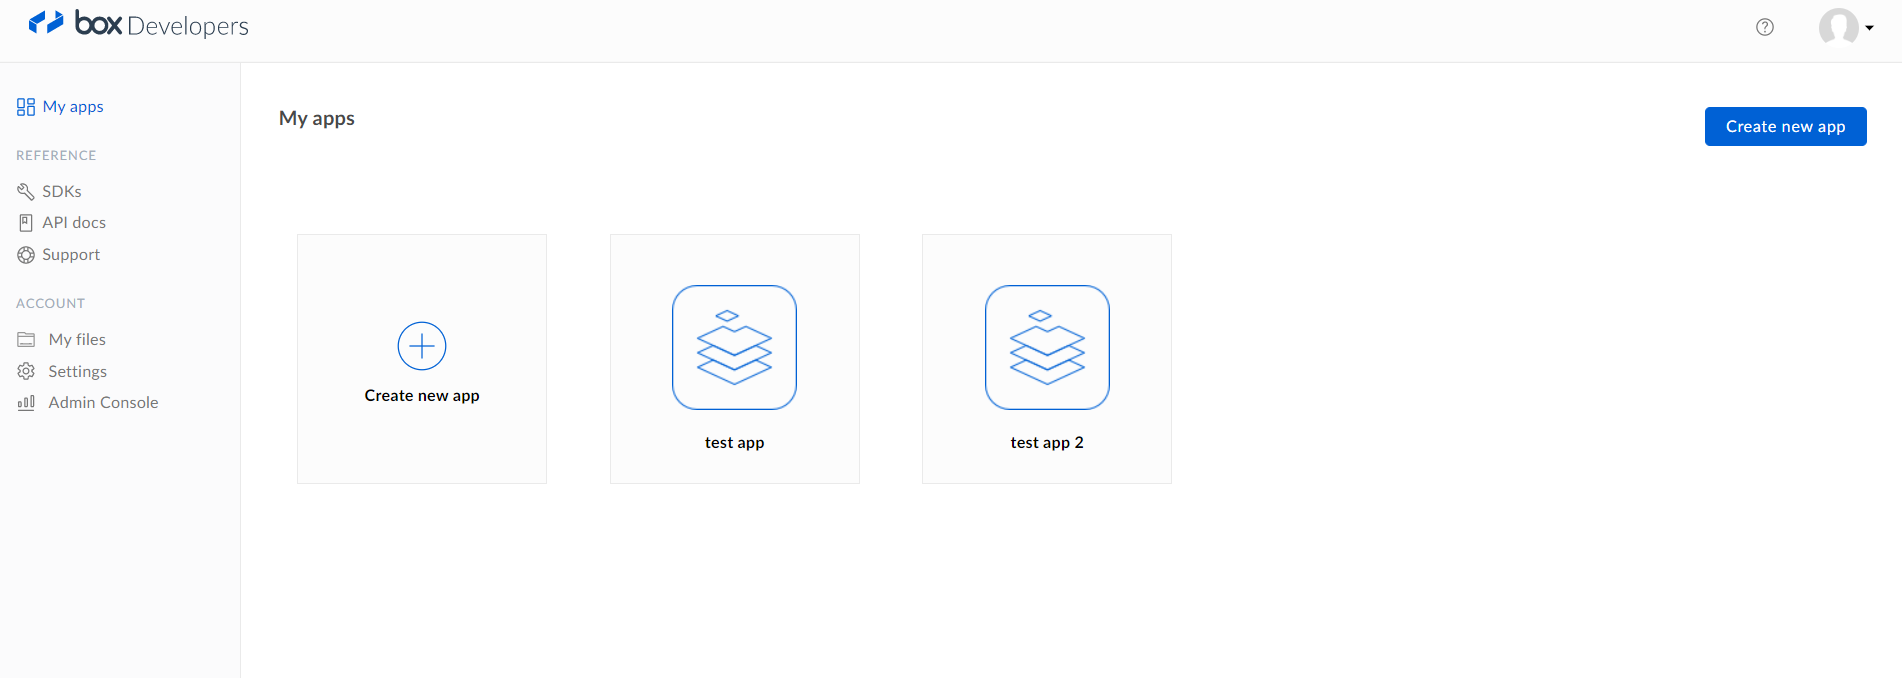 box Developers
My apps
REFERENCE
SDKs
API docs
Support
ACCOUNT
My files
Settings
Admin Console
My apps
Create new app
Create new app
test app
test app 2